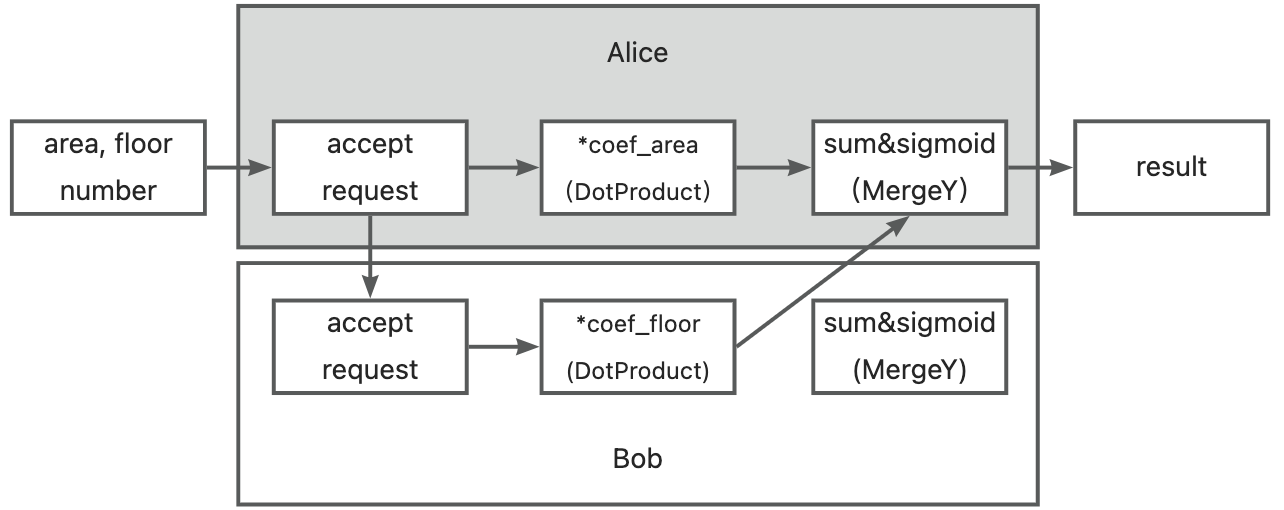 Alice
area, floor
number
accept
request
*coef_area
(DotProduct)
sum&sigmoid
(MergeY)
result
accept
request
*coef_floor
(DotProduct)
sum&sigmoid
(MergeY)
Bob